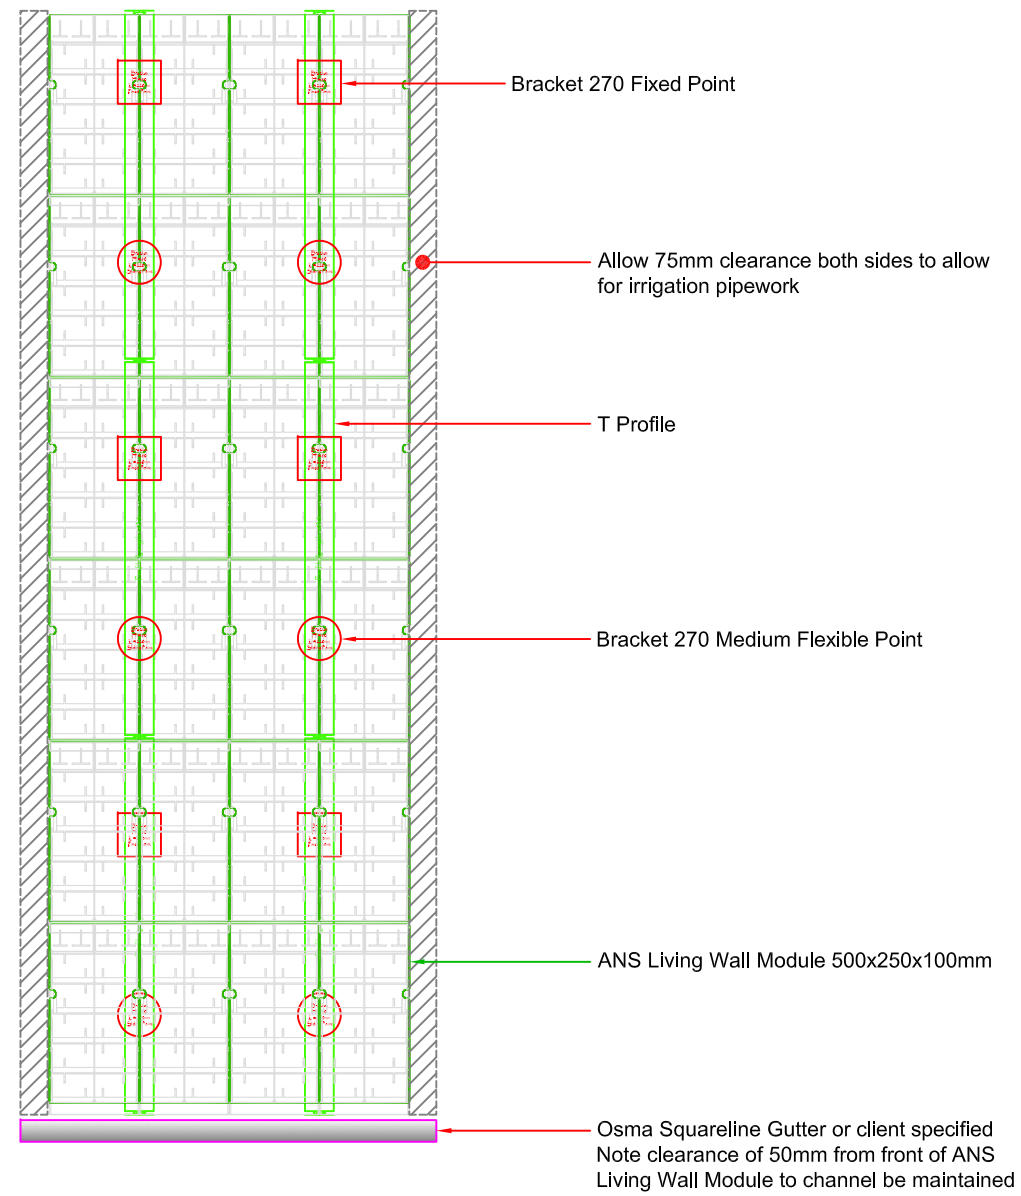 Bracket 270 Fixed Point
Allow 75mm clearance both sides to allow
for irrigation pipework
T Profile
Bracket 270 Medium Flexible Point
ANS Living Wall Module 500x250x100mm
Osma Squareline Gutter or client specified
Note clearance of 50mm from front of ANS
Living Wall Module to channel be maintained